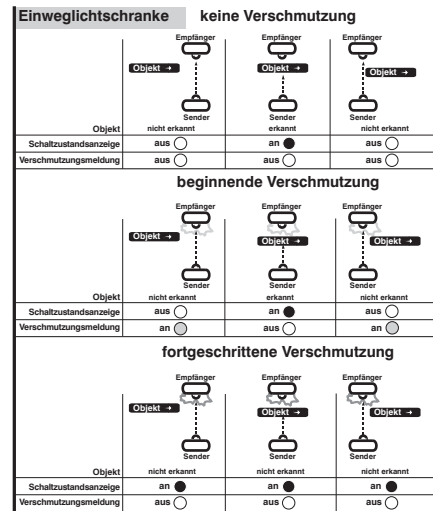 Einweglichtschranke keine Verschmutzung
Empfänger Empfänger Empfänger
Objekt → Objekt → Objekt →
Sender Sender Sender
Objekt nicht erkannt erkannt nicht erkannt
Schaltzustandsanzeige aus an aus
Verschmutzungsmeldung aus aus aus
beginnende Verschmutzung
Empfänger Empfänger Empfänger
Objekt → Objekt → Objekt →
Sender Sender Sender
Objekt nicht erkannt erkannt nicht erkannt
Schaltzustandsanzeige aus an aus
Verschmutzungsmeldung an aus an
fortgeschrittene Verschmutzung
Empfänger Empfänger Empfänger
Objekt → Objekt → Objekt →
Sender Sender Sender
Objekt nicht erkannt nicht erkannt nicht erkannt
Schaltzustandsanzeige an an an
Verschmutzungsmeldung aus aus aus